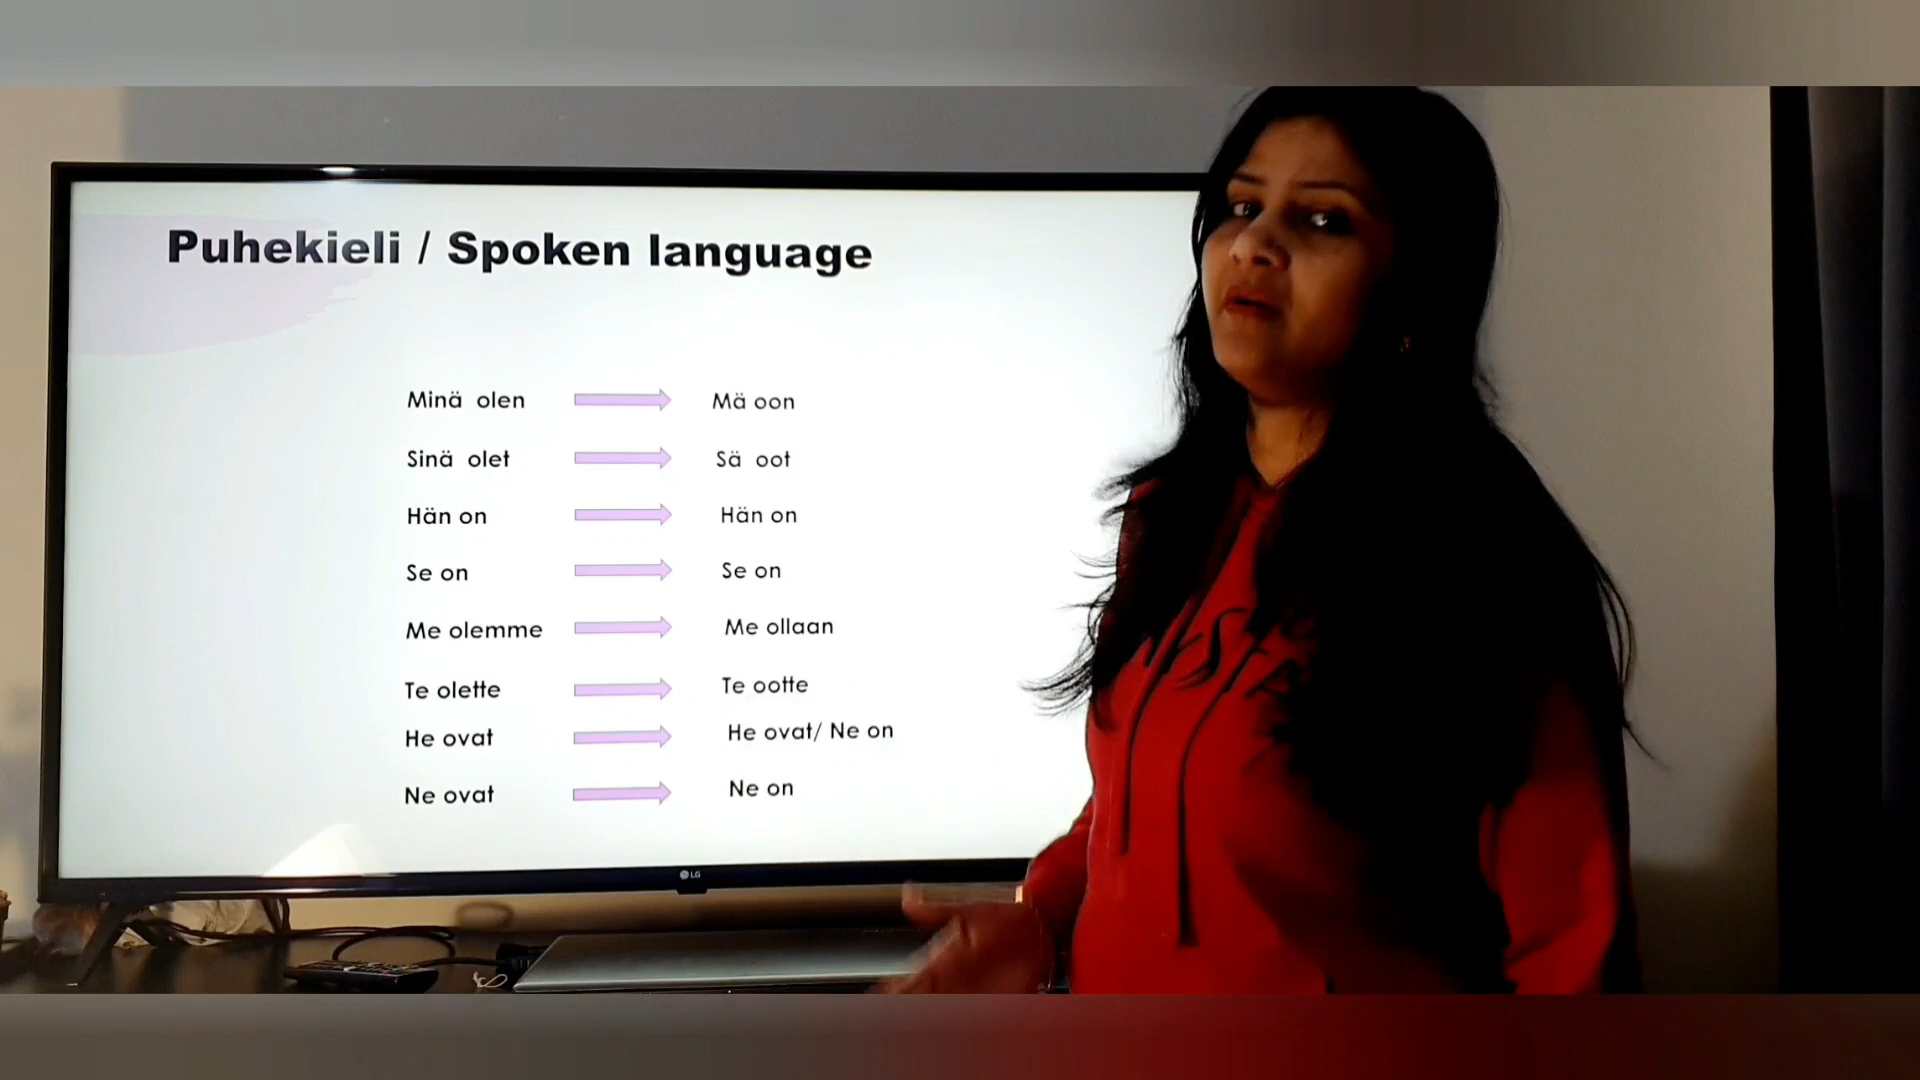 Puhekieli / Spoken language
Minä olen Mä oon
Sinä olet Sä oot
Hän on Hän on
Se on Se on
Me olemme Me ollaan
Te olette Te ootte
He ovat He ovat/ Ne on
Ne ovat Ne on
LG